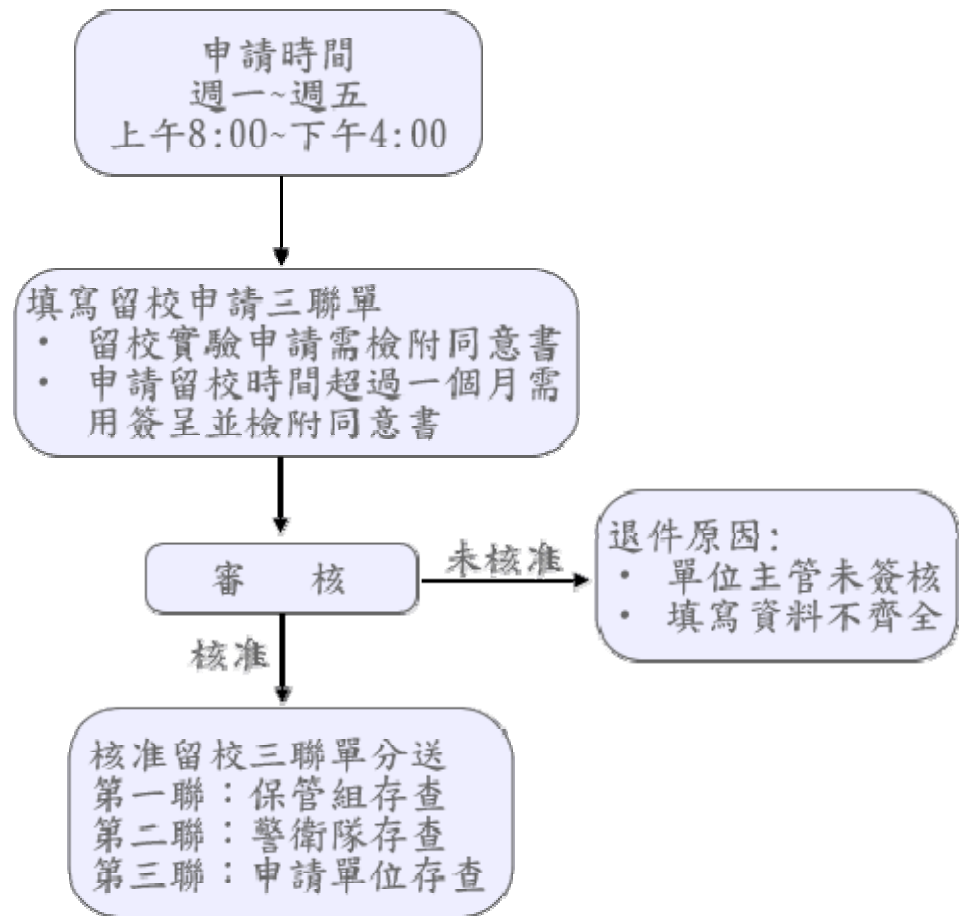 申請時間
週一~週五
上午8:00~下午4:00
填寫留校申請三聯單
• 留校實驗申請需檢附同意書
• 申請留校時間超過一個月需
用簽呈並檢附同意書
審 核
未核准
退件原因:
• 單位主管未簽核
• 填寫資料不齊全
核准
核准留校三聯單分送
第一聯：保管組存查
第二聯：警衛隊存查
第三聯：申請單位存查